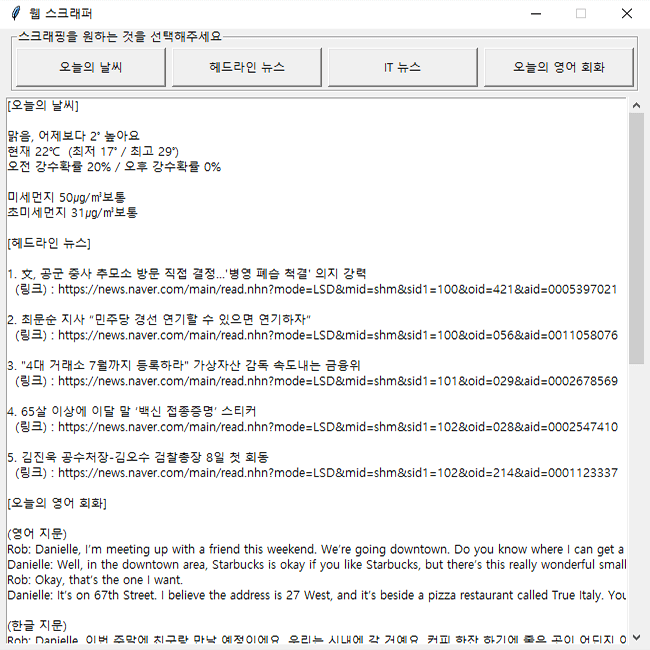 웹 스크래퍼
스크래핑을 원하는 것을 선택해주세요
오늘의 날씨
헤드라인 뉴스
IT 뉴스
오늘의 영어 회화
[오늘의 날씨]
맑음, 어제보다 2° 높아요
현재 22℃ (최저 17° / 최고 29°)
오전 강수확률 20% / 오후 강수확률 0%
미세먼지 50㎍/㎥보통
초미세먼지 31㎍/㎥보통
[헤드라인 뉴스]
1. 文, 공군 중사 추모소 방문 직접 결정…'병영 폐습 척결' 의지 강력
(링크) : https://news.naver.com/main/read.nhn?mode=LSD&mid=shm&sid1=100&oid=421&aid=0005397021
2. 최문순 지사 "민주당 경선 연기할 수 있으면 연기하자"
(링크) : https://news.naver.com/main/read.nhn?mode=LSD&mid=shm&sid1=100&oid=056&aid=0011058076
3. "4대 거래소 7월까지 등록하라" 가상자산 감독 속도내는 금융위
(링크) : https://news.naver.com/main/read.nhn?mode=LSD&mid=shm&sid1=101&oid=029&aid=0002678569
4. 65살 이상에 이달 말 '백신 접종증명' 스티커
(링크) : https://news.naver.com/main/read.nhn?mode=LSD&mid=shm&sid1=102&oid=028&aid=0002547410
5. 김진욱 공수처장-김오수 검찰총장 8일 첫 회동
(링크) : https://news.naver.com/main/read.nhn?mode=LSD&mid=shm&sid1=102&oid=214&aid=0001123337
[오늘의 영어 회화]
(영어 지문)
Rob: Danielle, I'm meeting up with a friend this weekend. We're going downtown. Do you know where I can get a
Danielle: Well, in the downtown area, Starbucks is okay if you like Starbucks, but there's this really wonderful small
Rob: Okay, that's the one I want.
Danielle: It's on 67th Street. I believe the address is 27 West, and it's beside a pizza restaurant called True Italy. You
(한글 지문)
Rob: Danielle, 이번 주말에 친구랑 만날 예정이에요. 우리는 시내에 갈 거예요. 커피 한잔 하기에 좋은 곳이 어딘지